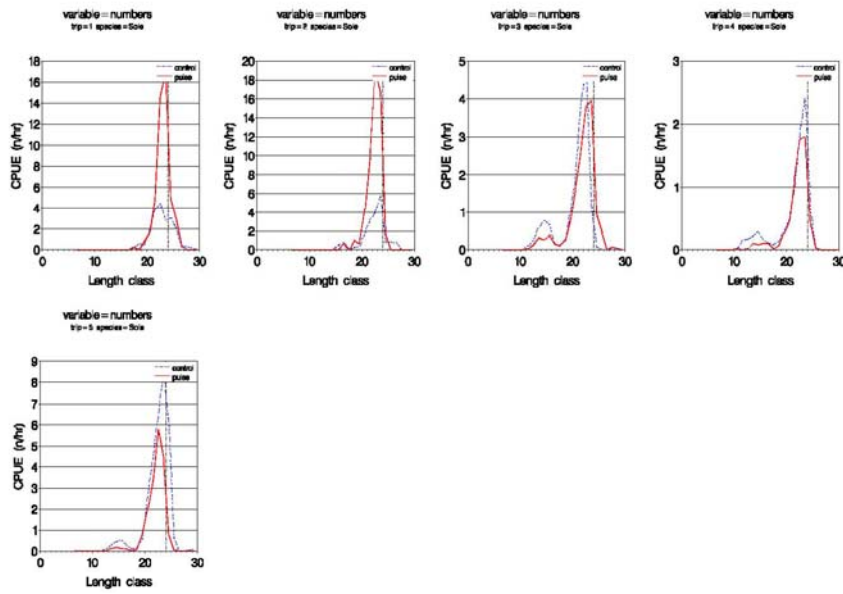 variable=numbers
trip=1 species=Sole
control
pulse
CPUE (n/hr)
18
16
14
12
10
8
6
4
2
0
0 10 20 30
Length class
variable=numbers
trip=2 species=Sole
control
pulse
CPUE (n/hr)
20
18
16
14
12
10
8
6
4
2
0
0 10 20 30
Length class
variable=numbers
trip=3 species=Sole
control
pulse
CPUE (n/hr)
5
4
3
2
1
0
0 10 20 30
Length class
variable=numbers
trip=4 species=Sole
control
pulse
CPUE (n/hr)
3
2
1
0
0 10 20 30
Length class
variable=numbers
trip=5 species=Sole
control
pulse
CPUE (n/hr)
9
8
7
6
5
4
3
2
1
0
0 10 20 30
Length class